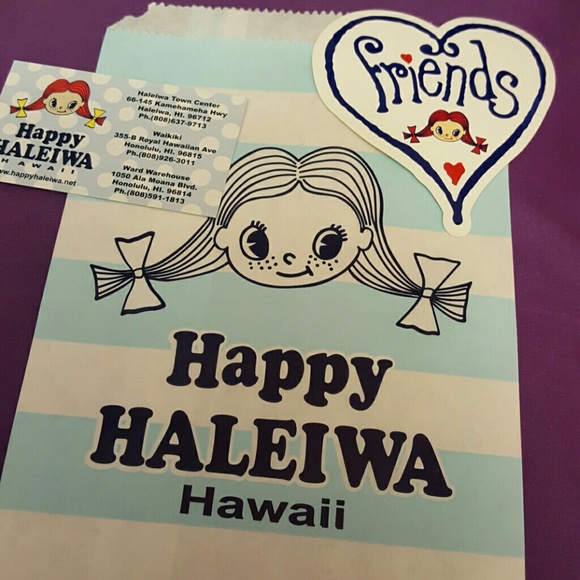 Happy
HALEIWA
HAWAII
www.happyhaleiwa.net
Haleiwa Town Center
66-145 Kamehameha Hwy
Haleiwa, HI. 96712
Ph.(808)637-9713
Waikiki
355-B Royal Hawaiian Ave
Honolulu, HI. 96815
Ph.(808)926-3011
Ward Warehouse
1050 Ala Moana Blvd.
Honolulu, HI. 96814
Ph.(808)591-1813
friends
Happy
HALEIWA
Hawaii